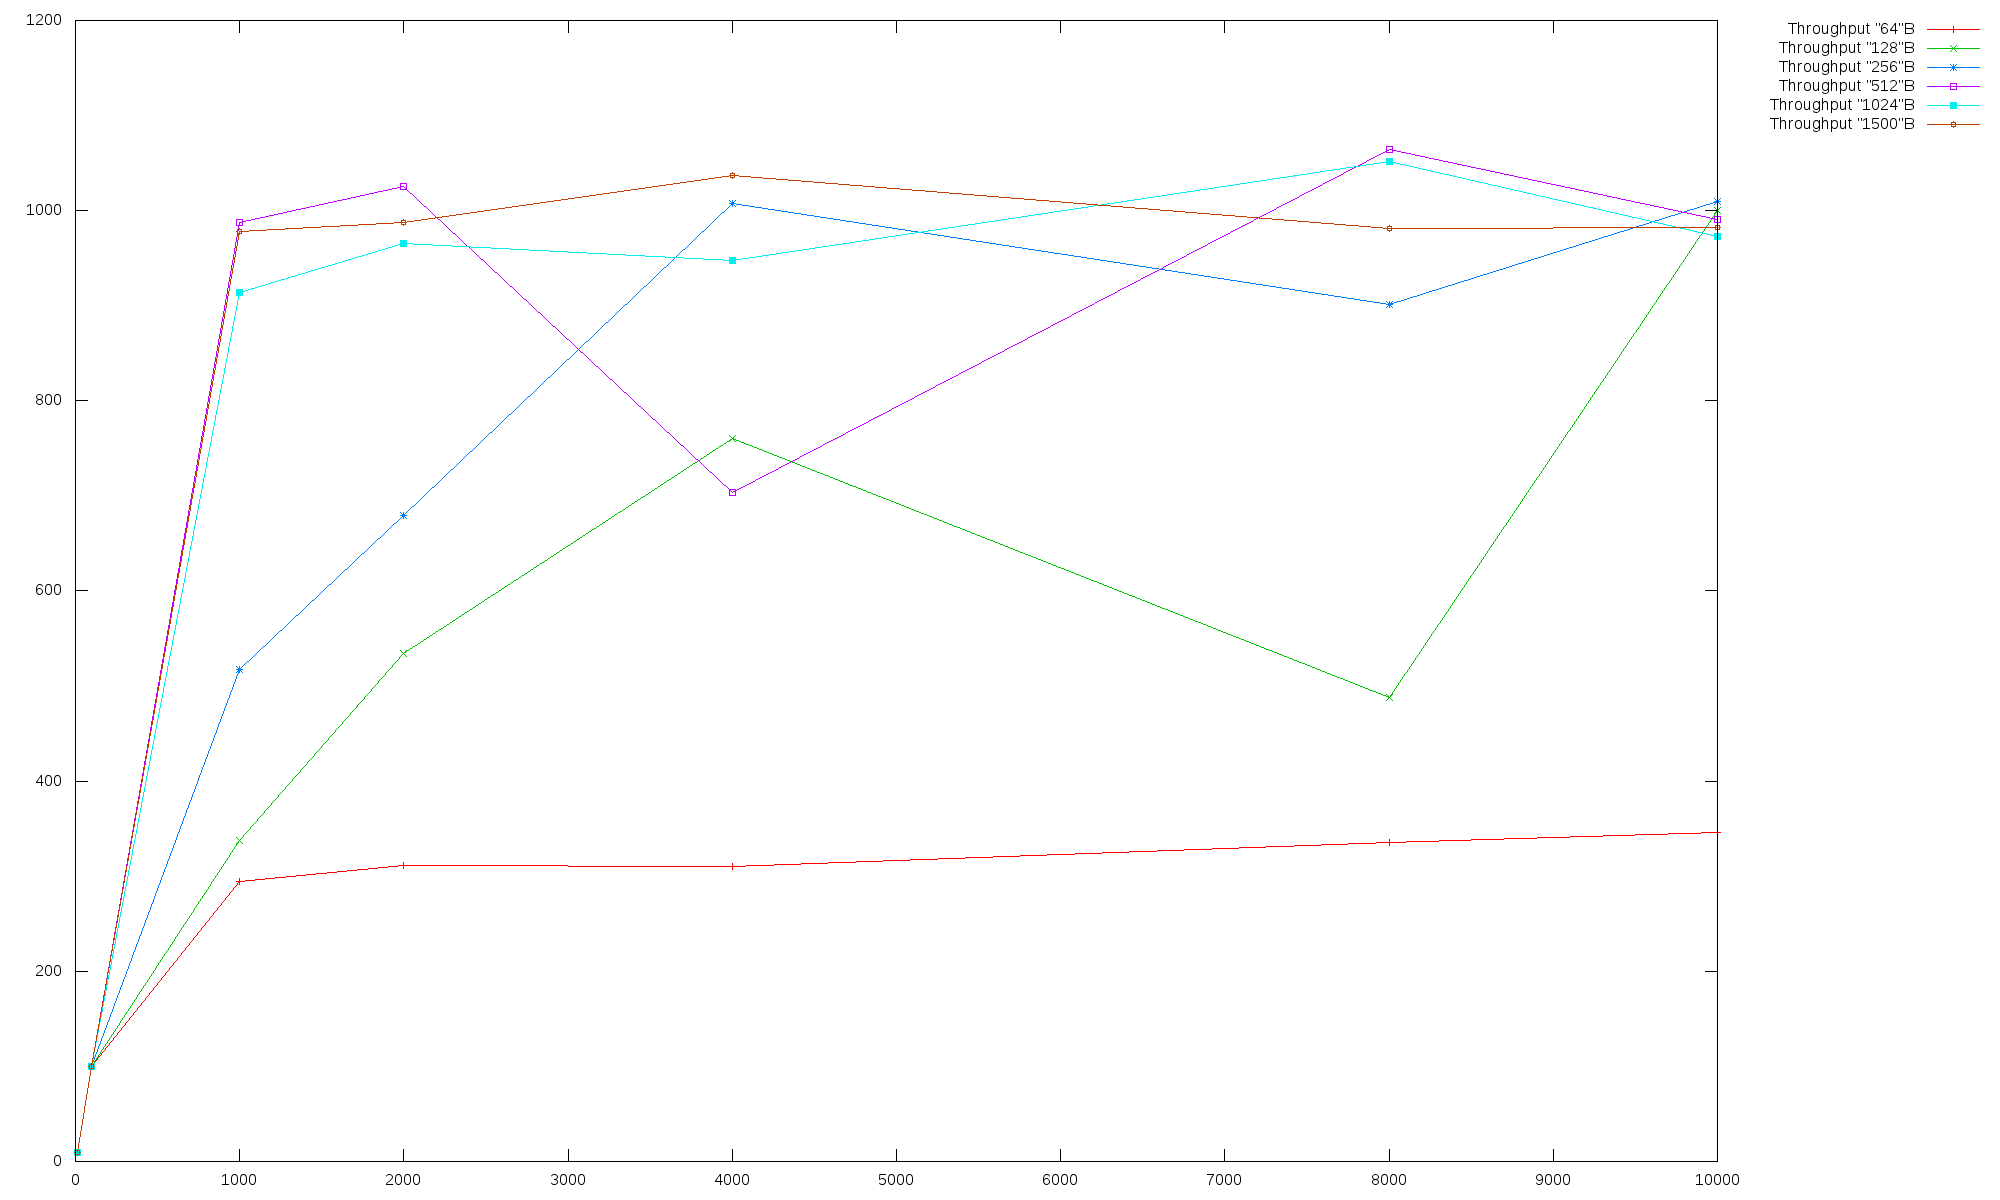 1200
1000
800
600
400
200
0
0 1000 2000 3000 4000 5000 6000 7000 8000 9000 10000
Throughput "64"B
Throughput "128"B
Throughput "256"B
Throughput "512"B
Throughput "1024"B
Throughput "1500"B